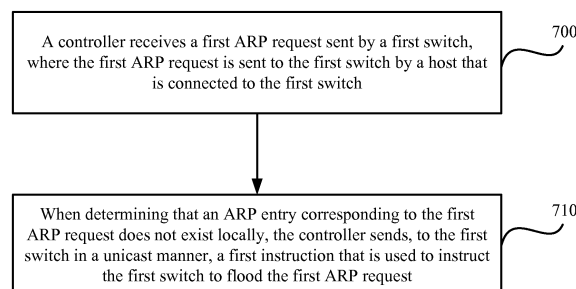 A controller receives a first ARP request sent by a first switch,
where the first ARP request is sent to the first switch by a host that
is connected to the first switch
700
When determining that an ARP entry corresponding to the first
ARP request does not exist locally, the controller sends, to the first
switch in a unicast manner, a first instruction that is used to instruct
the first switch to flood the first ARP request
710